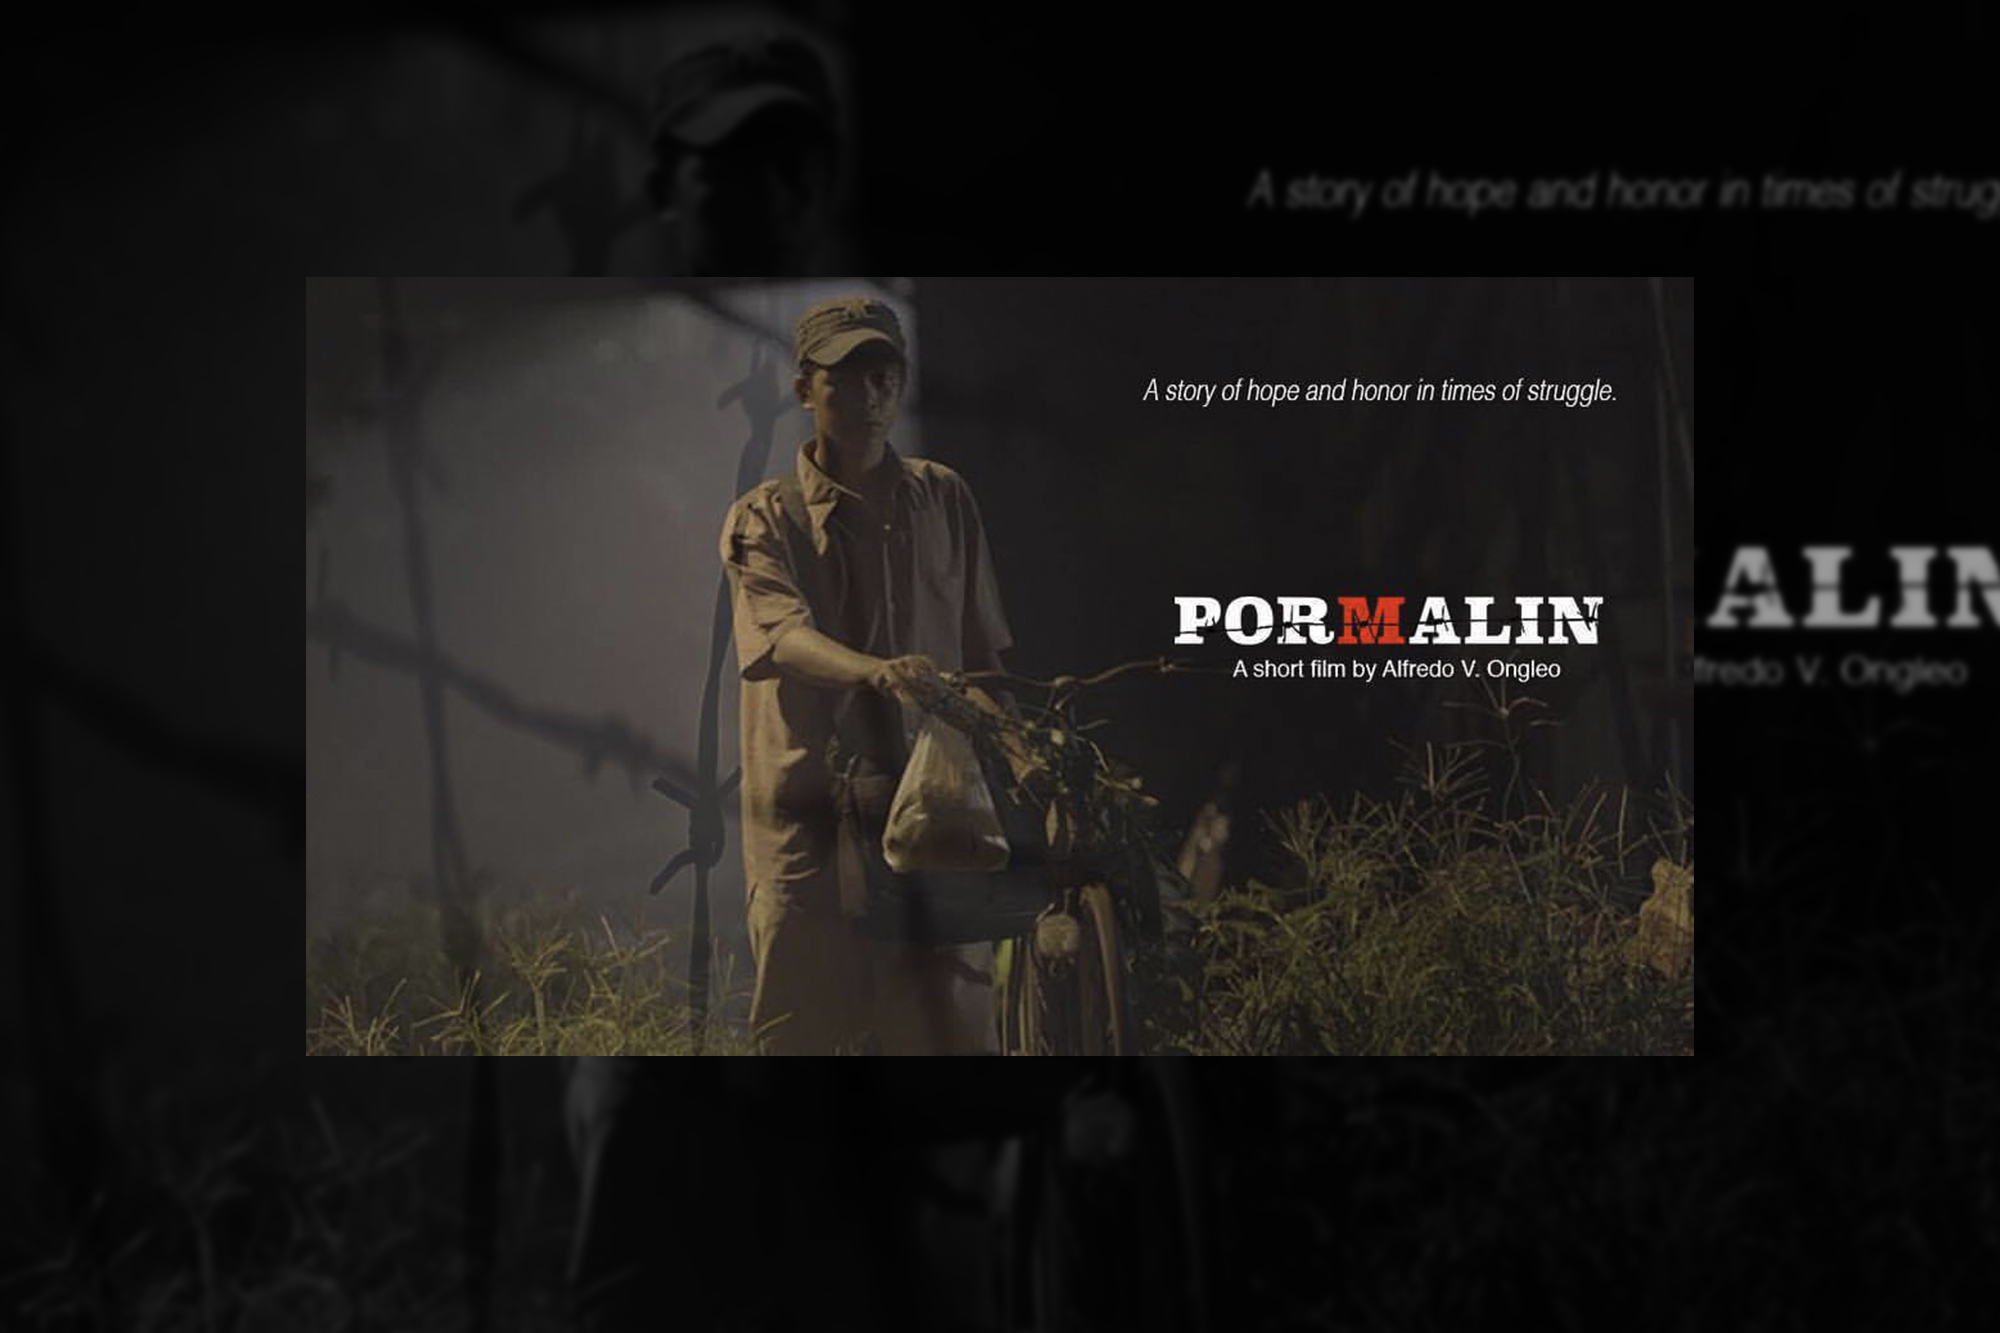 A story of hope and honor in times of struggle.
PORMALIN
A short film by Alfredo V. Ongleo
A story of hope and honor in times of strug
ALIN
fredo V. Ongleo